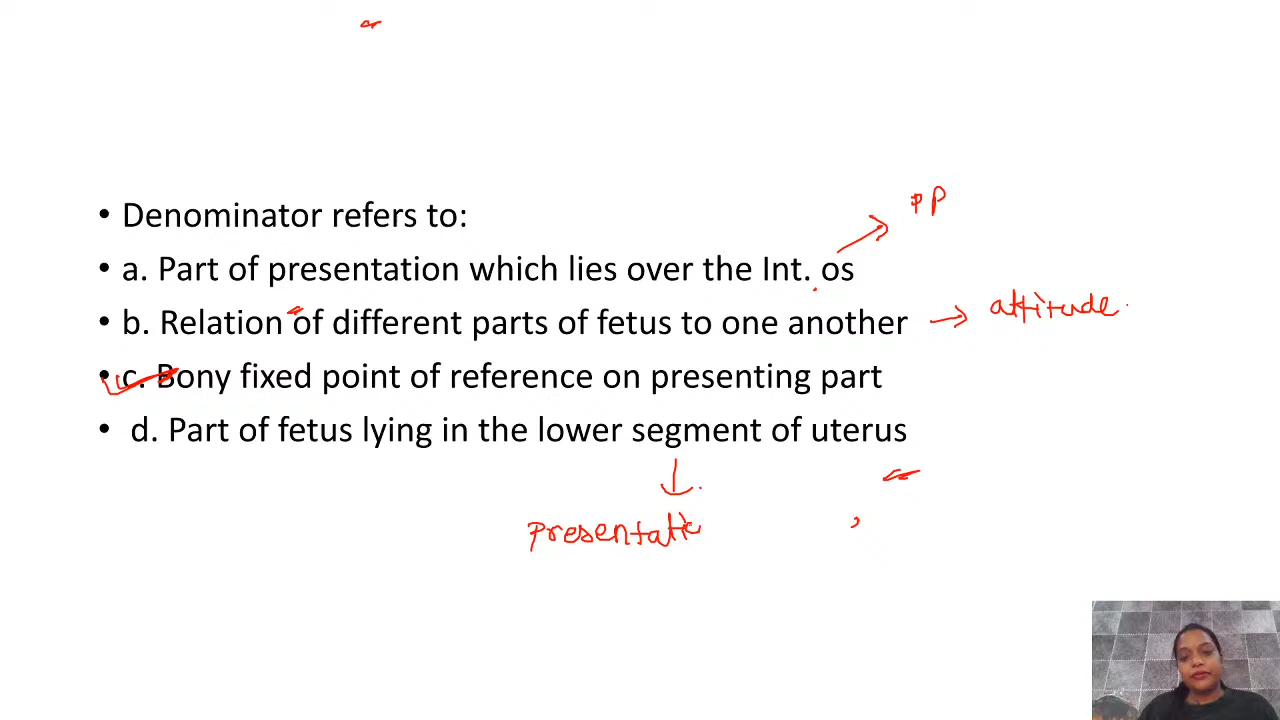 PP
• Denominator refers to:
• a. Part of presentation which lies over the Int. os
• b. Relation of different parts of fetus to one another → attitude.
• c. Bony fixed point of reference on presenting part
• d. Part of fetus lying in the lower segment of uterus
presentatio